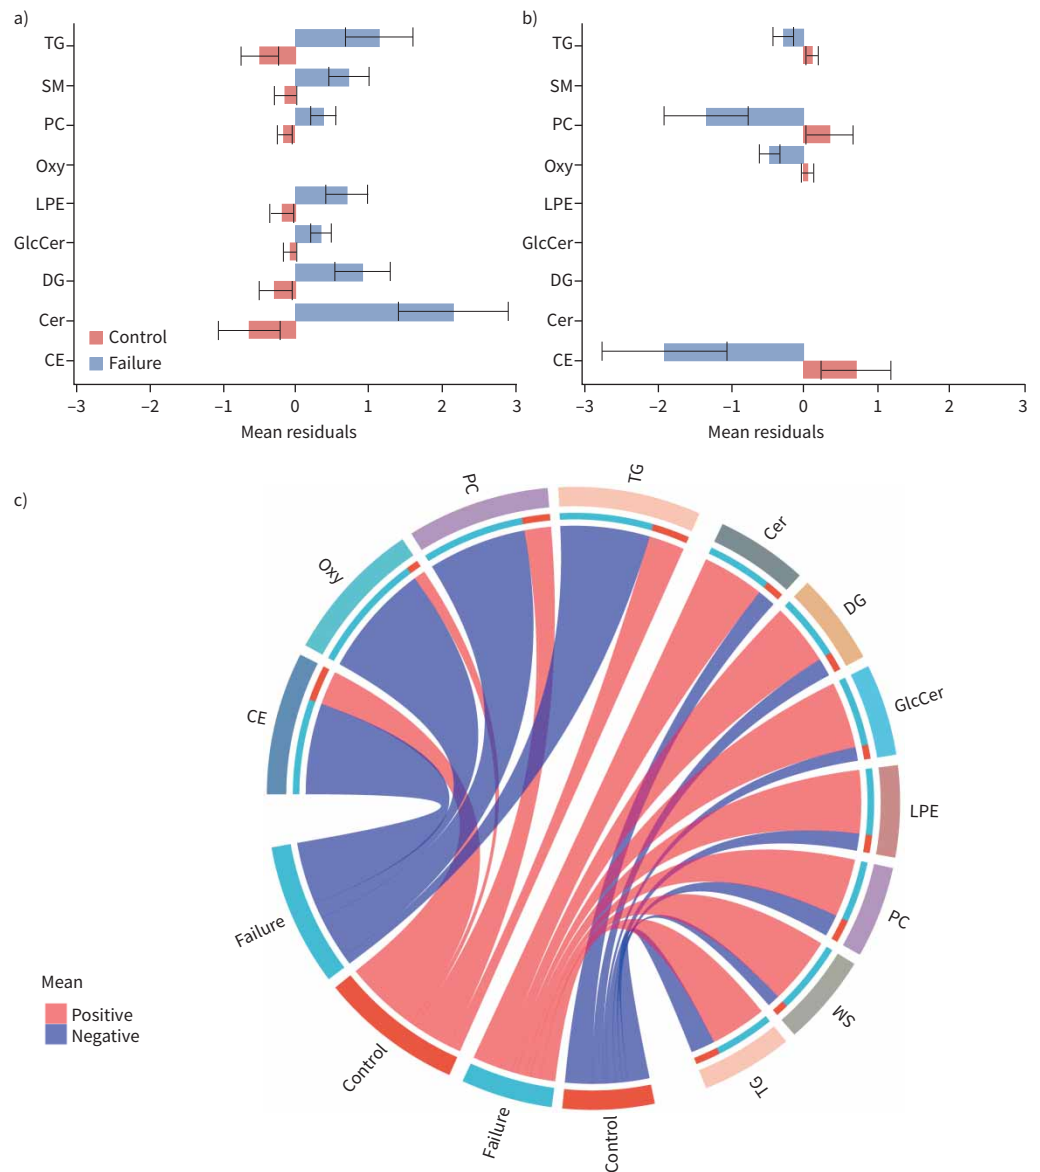 a)
TG
SM
PC
Oxy
LPE
GlcCer
DG
Cer
CE
Control
Failure
–3 –2 –1 0 1 2 3
Mean residuals
b)
TG
SM
PC
Oxy
LPE
GlcCer
DG
Cer
CE
–3 –2 –1 0 1 2 3
Mean residuals
c)
CE
Oxy
PC
TG
Cer
DG
GlcCer
LPE
PC
SM
TG
Control
Failure
Control
Failure
Mean
Positive
Negative